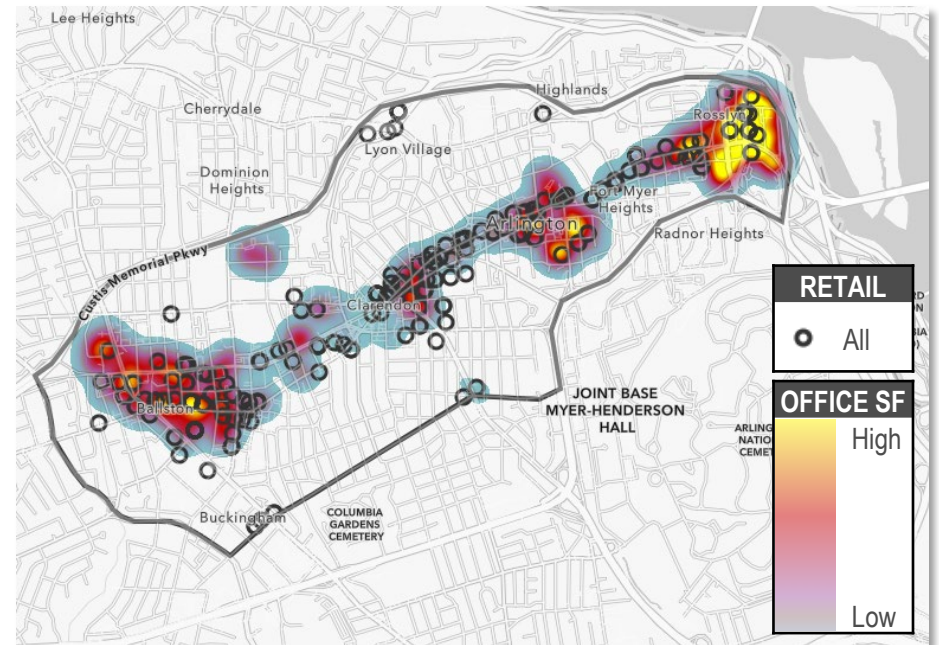 Lee Heights
Cherrydale
Highlands
Rosslyn
Lyon Village
Dominion
Heights
Fort Myer
Heights
Arlington
Radnor Heights
Custis Memorial Pkwy
Clarendon
Ballston
JOINT BASE
MYER-HENDERSON
HALL
Buckingham
COLUMBIA
GARDENS
CEMETERY
RETAIL
All
OFFICE SF
High
Low